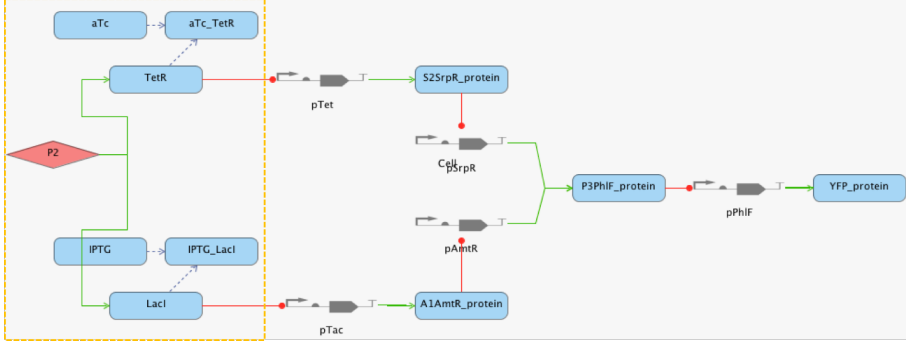 aTc
aTc_TetR
TetR
pTet
S2SrpR_protein
Cell
pSrpR
P2
P3PhlF_protein
pPhlF
YFP_protein
IPTG
IPTG_LacI
pAmtR
LacI
pTac
A1AmtR_protein